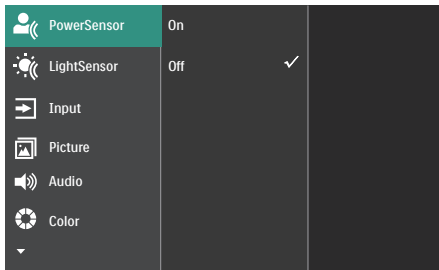 PowerSensor
On
LightSensor
Off
Input
Picture
Audio
Color